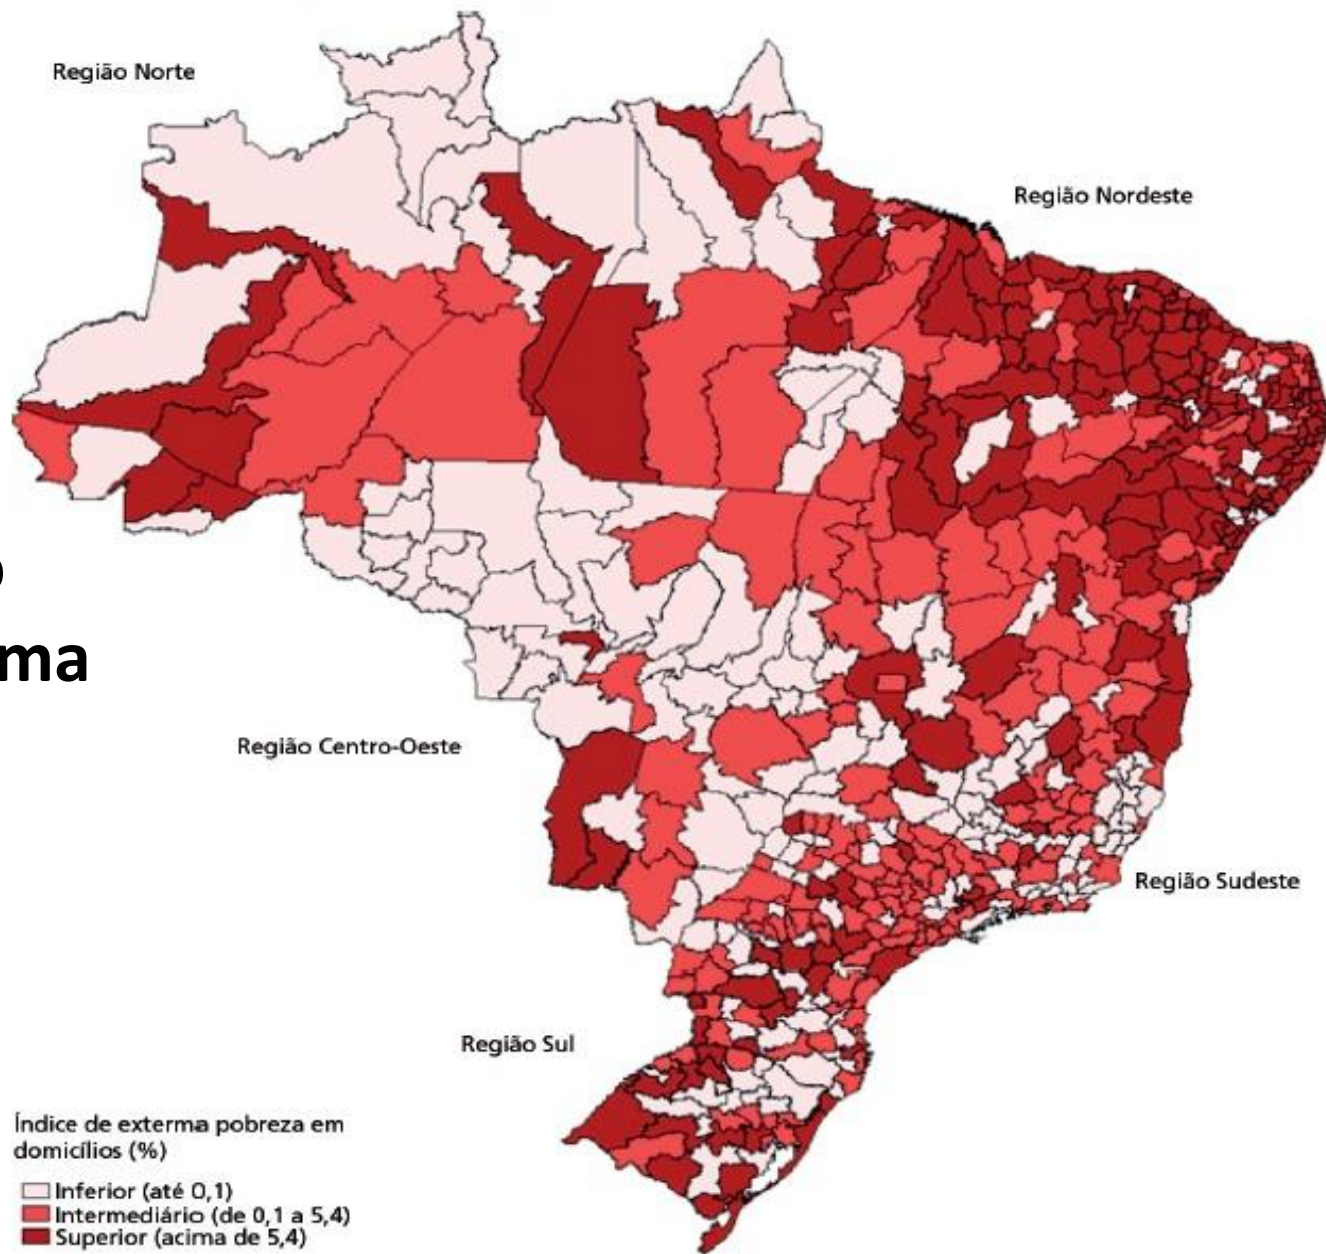 Região Norte
Região Nordeste
o
ma
Região Centro-Oeste
Região Sudeste
Região Sul
Índice de exterma pobreza em
domicílios (%)
Inferior (até 0,1)
Intermediário (de 0,1 a 5,4)
Superior (acima de 5,4)